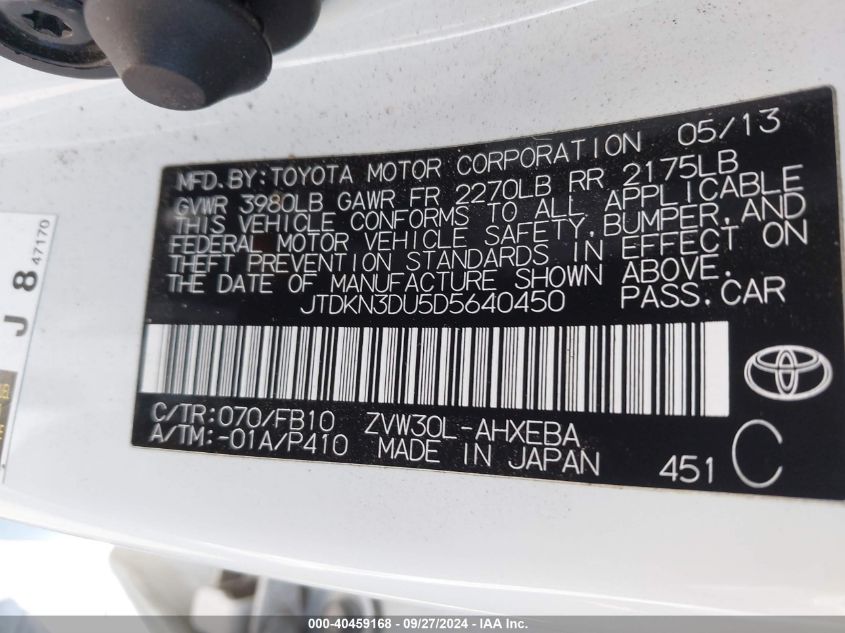 MFD. BY: TOYOTA MOTOR CORPORATION 05/13
GVWR 3980LB GAWR FR 2270LB RR 2175LB
THIS VEHICLE CONFORMS TO ALL APPLICABLE
FEDERAL MOTOR VEHICLE SAFETY, BUMPER, AND
THEFT PREVENTION STANDARDS IN EFFECT ON
THE DATE OF MANUFACTURE SHOWN ABOVE.
JTDKN3DU5D5640450 PASS. CAR
C/TR: 070/FB10 ZVW30L-AHXEBA
A/TM: -01A/P410 MADE IN JAPAN 451 C
J 8
47170
000-40459168 - 09/27/2024 - IAA Inc.